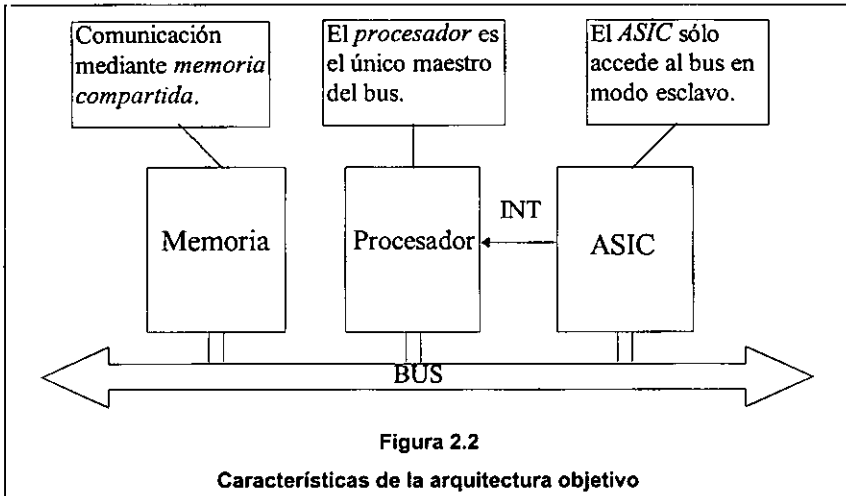 Comunicación
mediante memoria
compartida.
El procesador es
el único maestro
del bus.
El ASIC sólo
accede al bus en
modo esclavo.
Memoria
Procesador
INT
ASIC
BUS
Figura 2.2
Características de la arquitectura objetivo